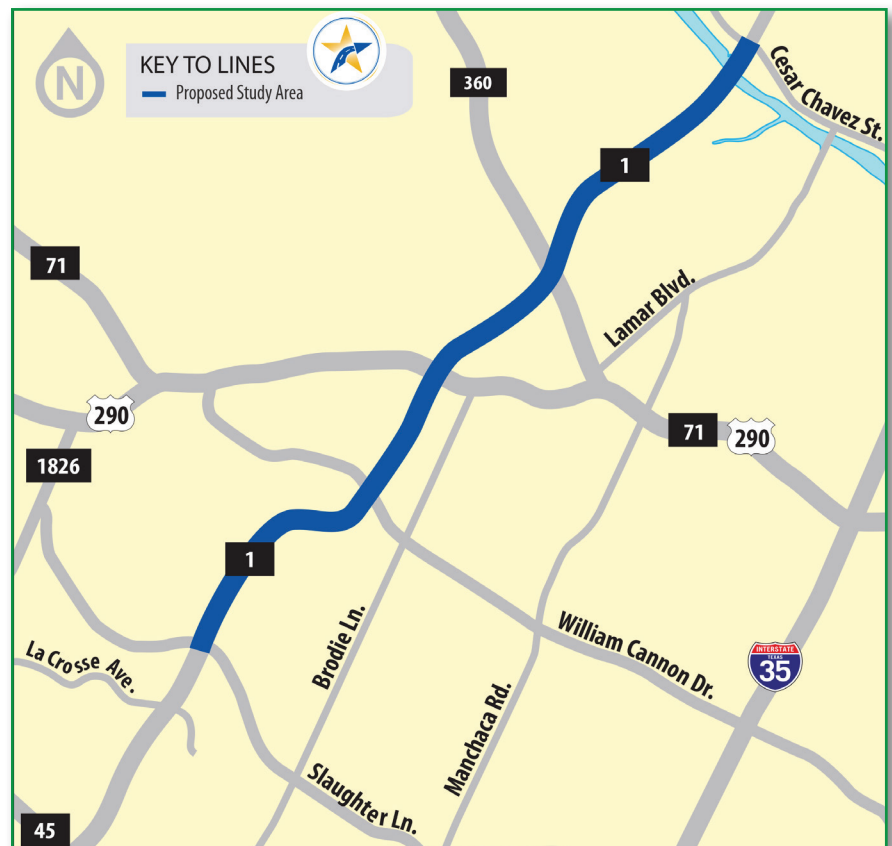 N
KEY TO LINES
Proposed Study Area
360
Cesar Chavez St.
1
71
Lamar Blvd.
290
71
290
1826
1
William Cannon Dr.
Brodie Ln.
La Crosse Ave.
INTERSTATE
TEXAS
35
Manchaca Rd.
Slaughter Ln.
45